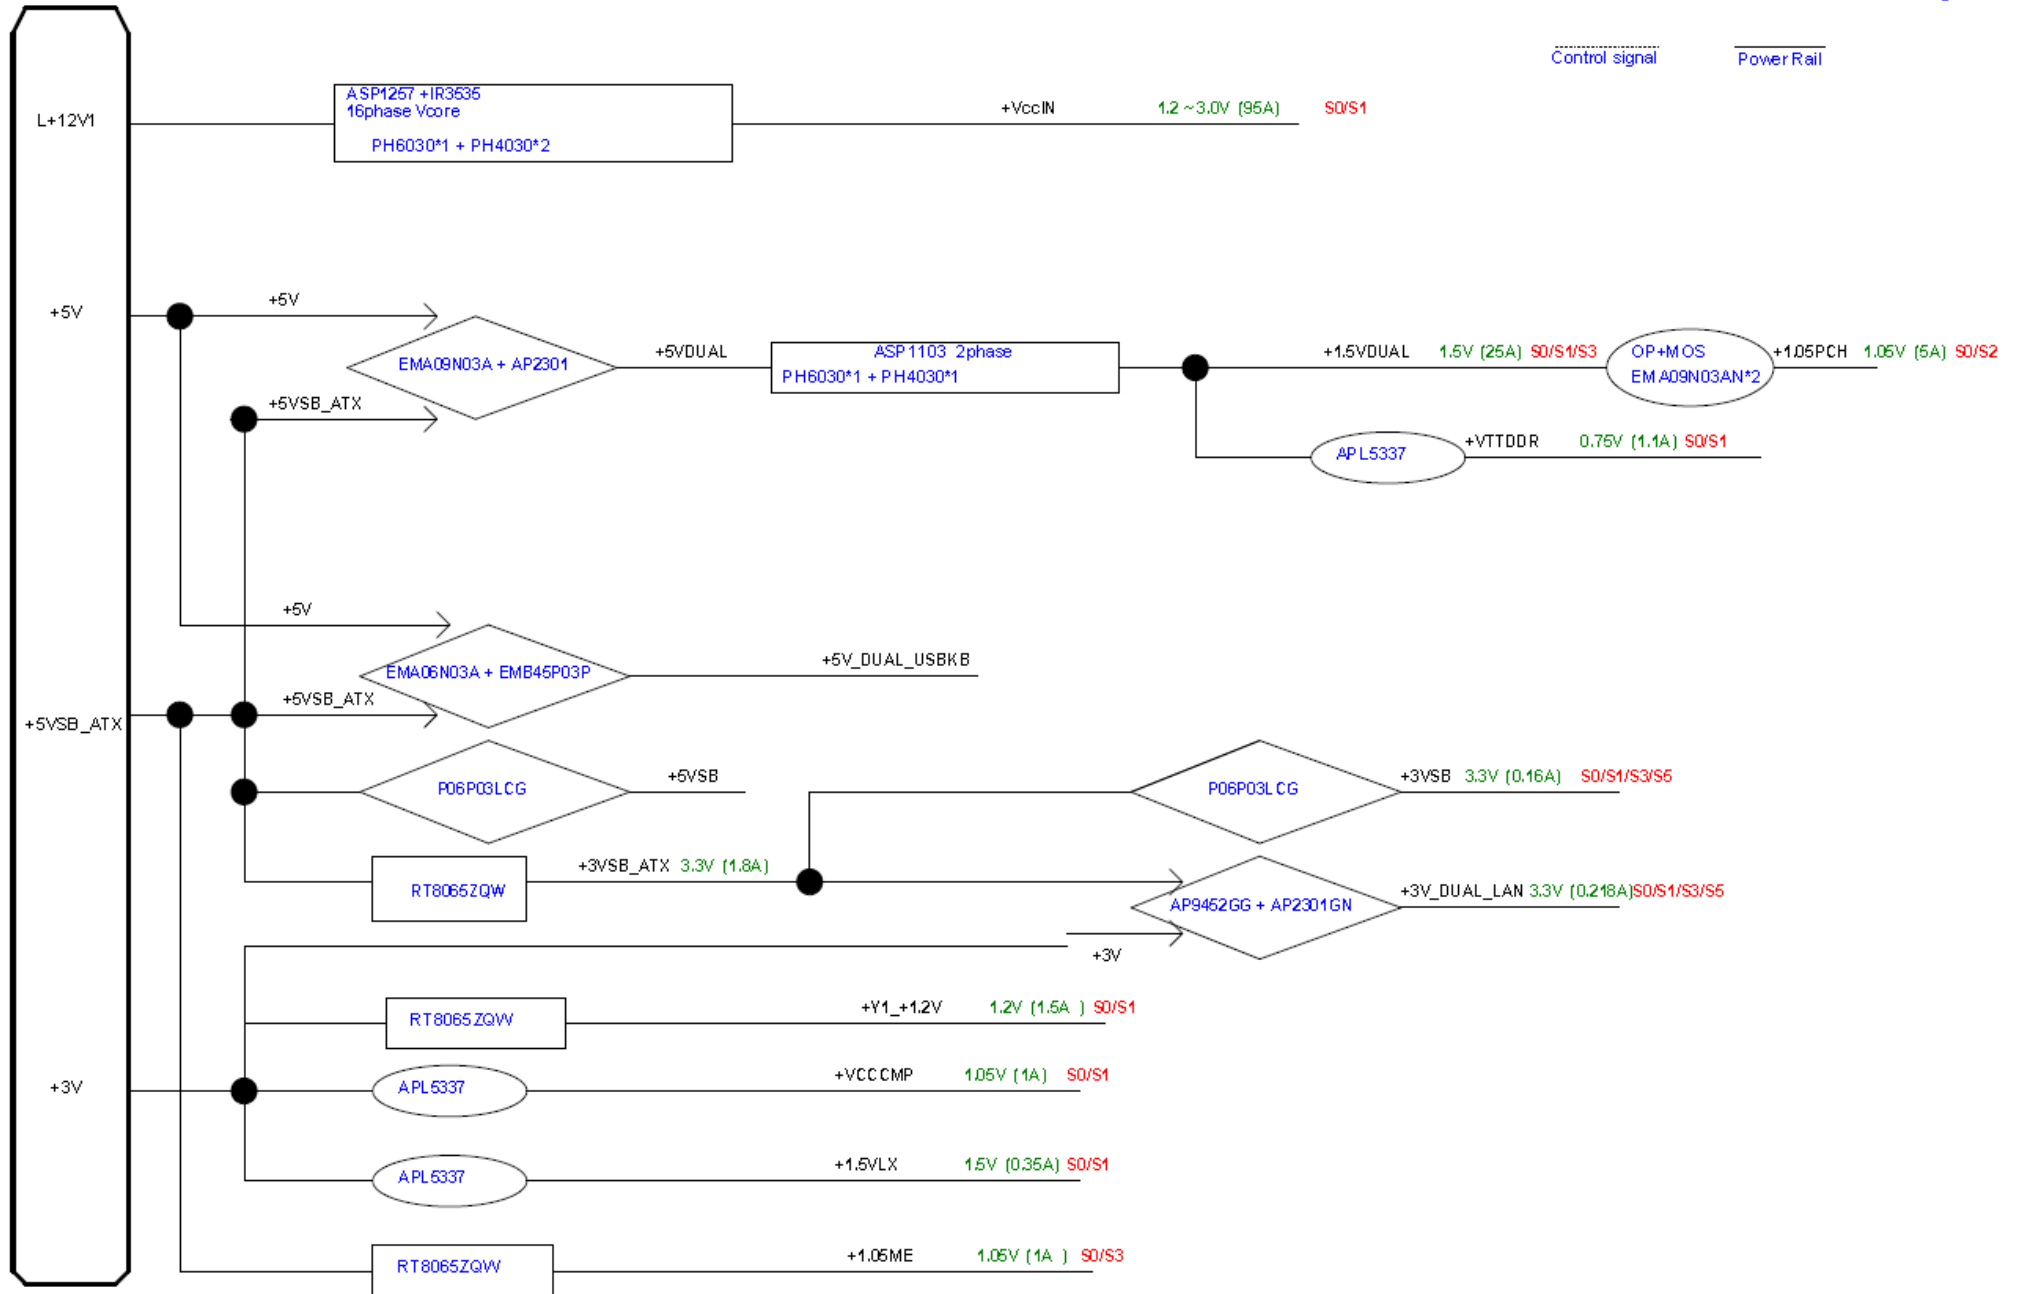 Control signal
Power Rail
L+12V1
ASP1257 +IR3535
16phase Vcore
PH6030*1 + PH4030*2
+VccIN 1.2 ~3.0V (95A) S0/S1
+5V
+5V
EMA09N03A + AP2301
+5VDUAL
ASP1103 2phase
PH6030*1 + PH4030*1
+1.5VDUAL 1.5V (25A) S0/S1/S3
OP+MOS
EMA09N03AN*2
+1.05PCH 1.05V (5A) S0/S2
+5VSB_ATX
APL5337
+VTTDDR 0.75V (1.1A) S0/S1
+5V
EMA06N03A + EMB45P03P
+5V_DUAL_USBKB
+5VSB_ATX
+5VSB_ATX
P06P03LCG
+5VSB
P06P03LCG
+3VSB 3.3V (0.16A) S0/S1/S3/S5
RT8065ZQW
+3VSB_ATX 3.3V (1.8A)
AP9452GG + AP2301GN
+3V_DUAL_LAN 3.3V (0.218A) S0/S1/S3/S5
+3V
RT8065ZQW
+Y1_+1.2V 1.2V (1.5A ) S0/S1
+3V
APL5337
+VCCCMP 1.05V (1A) S0/S1
APL5337
+1.5VLX 1.5V (0.35A) S0/S1
RT8065ZQW
+1.05ME 1.05V (1A ) S0/S3